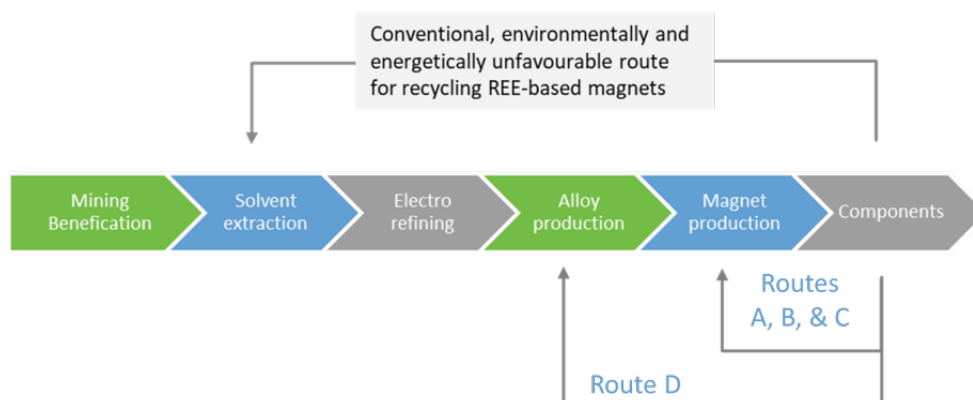 Conventional, environmentally and
energetically unfavourable route
for recycling REE-based magnets
Mining
Benefication
Solvent
extraction
Electro
refining
Alloy
production
Magnet
production
Components
Routes
A, B, & C
Route D